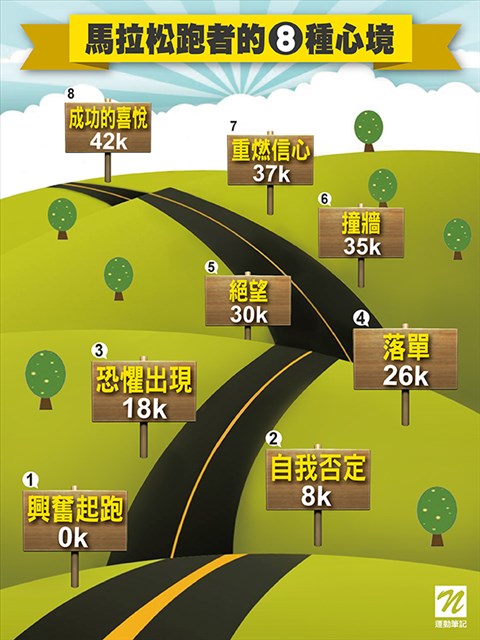 馬拉松跑者的8種心境
8
成功的喜悅
42k
7
重燃信心
37k
6
撞牆
35k
5
絕望
30k
4
落單
26k
3
恐懼出現
18k
2
自我否定
8k
1
興奮起跑
0k
n
運動筆記